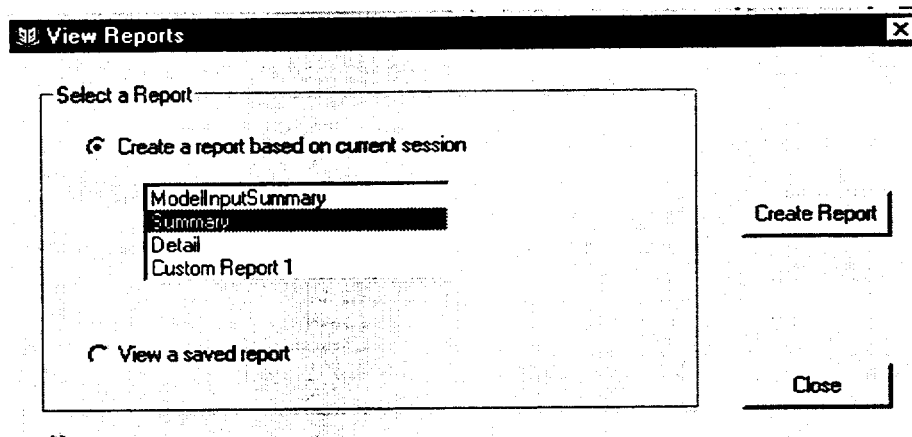 View Reports
Select a Report
Create a report based on current session
ModelInputSummary
Summary
Detail
Custom Report 1
Create Report
View a saved report
Close